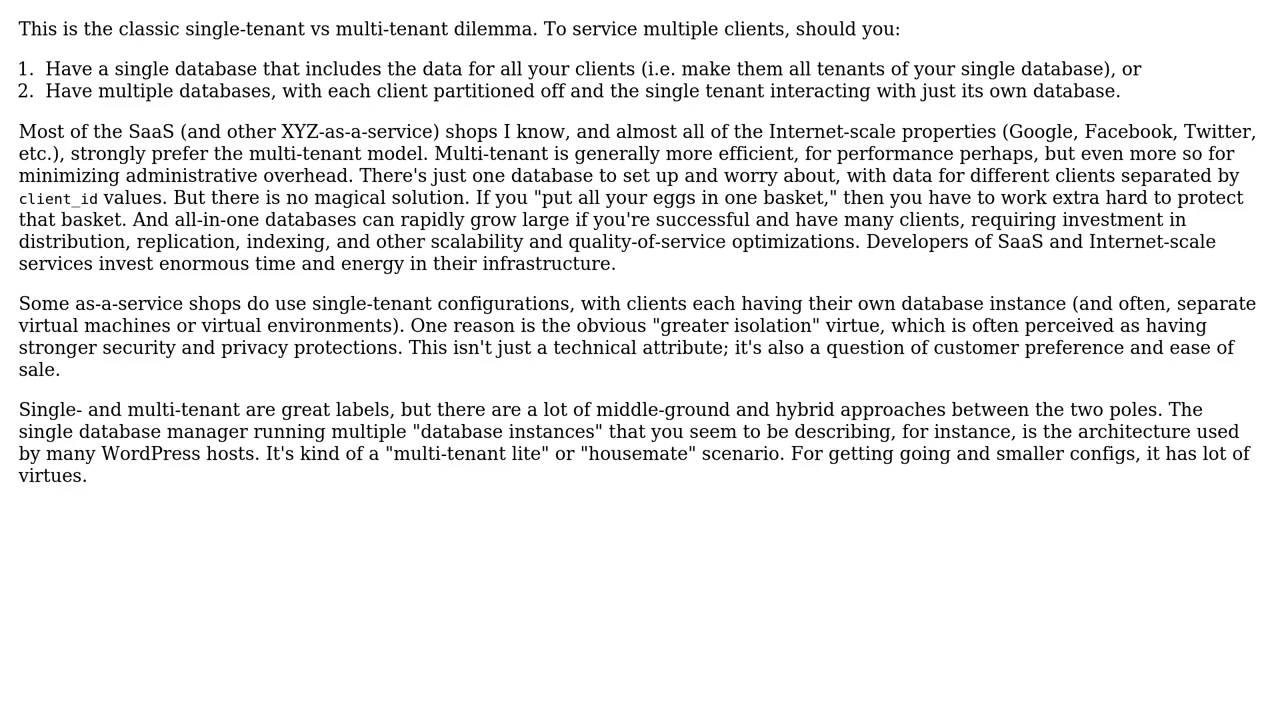 This is the classic single-tenant vs multi-tenant dilemma. To service multiple clients, should you:
1. Have a single database that includes the data for all your clients (i.e. make them all tenants of your single database), or
2. Have multiple databases, with each client partitioned off and the single tenant interacting with just its own database.
Most of the SaaS (and other XYZ-as-a-service) shops I know, and almost all of the Internet-scale properties (Google, Facebook, Twitter,
etc.), strongly prefer the multi-tenant model. Multi-tenant is generally more efficient, for performance perhaps, but even more so for
minimizing administrative overhead. There's just one database to set up and worry about, with data for different clients separated by
client_id values. But there is no magical solution. If you "put all your eggs in one basket," then you have to work extra hard to protect
that basket. And all-in-one databases can rapidly grow large if you're successful and have many clients, requiring investment in
distribution, replication, indexing, and other scalability and quality-of-service optimizations. Developers of SaaS and Internet-scale
services invest enormous time and energy in their infrastructure.
Some as-a-service shops do use single-tenant configurations, with clients each having their own database instance (and often, separate
virtual machines or virtual environments). One reason is the obvious "greater isolation" virtue, which is often perceived as having
stronger security and privacy protections. This isn't just a technical attribute; it's also a question of customer preference and ease of
sale.
Single- and multi-tenant are great labels, but there are a lot of middle-ground and hybrid approaches between the two poles. The
single database manager running multiple "database instances" that you seem to be describing, for instance, is the architecture used
by many WordPress hosts. It's kind of a "multi-tenant lite" or "housemate" scenario. For getting going and smaller configs, it has lot of
virtues.